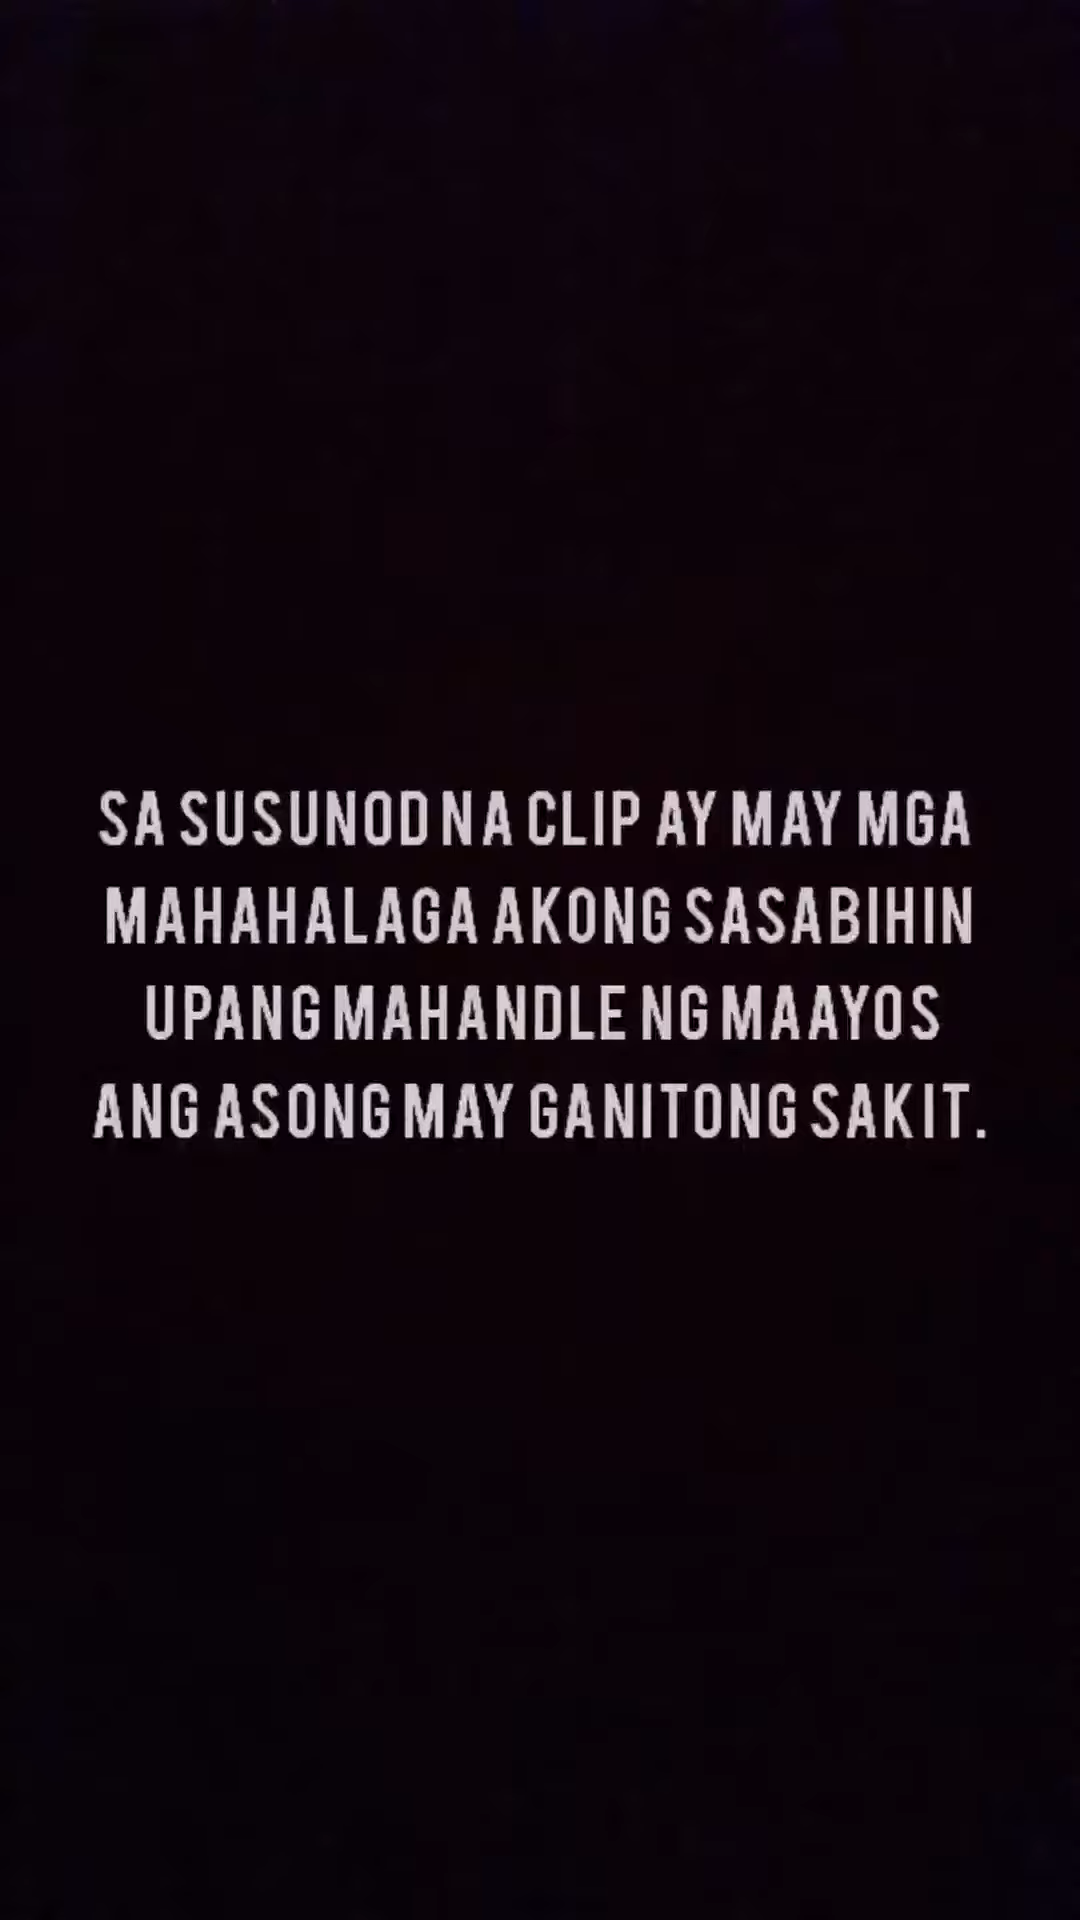 SA SUSUNOD NA CLIP AY MAY MGA
MAHAHALAGA AKONG SASABIHIN
UPANG MAHANDLE NG MAAYOS
ANG ASONG MAY GANITONG SAKIT.